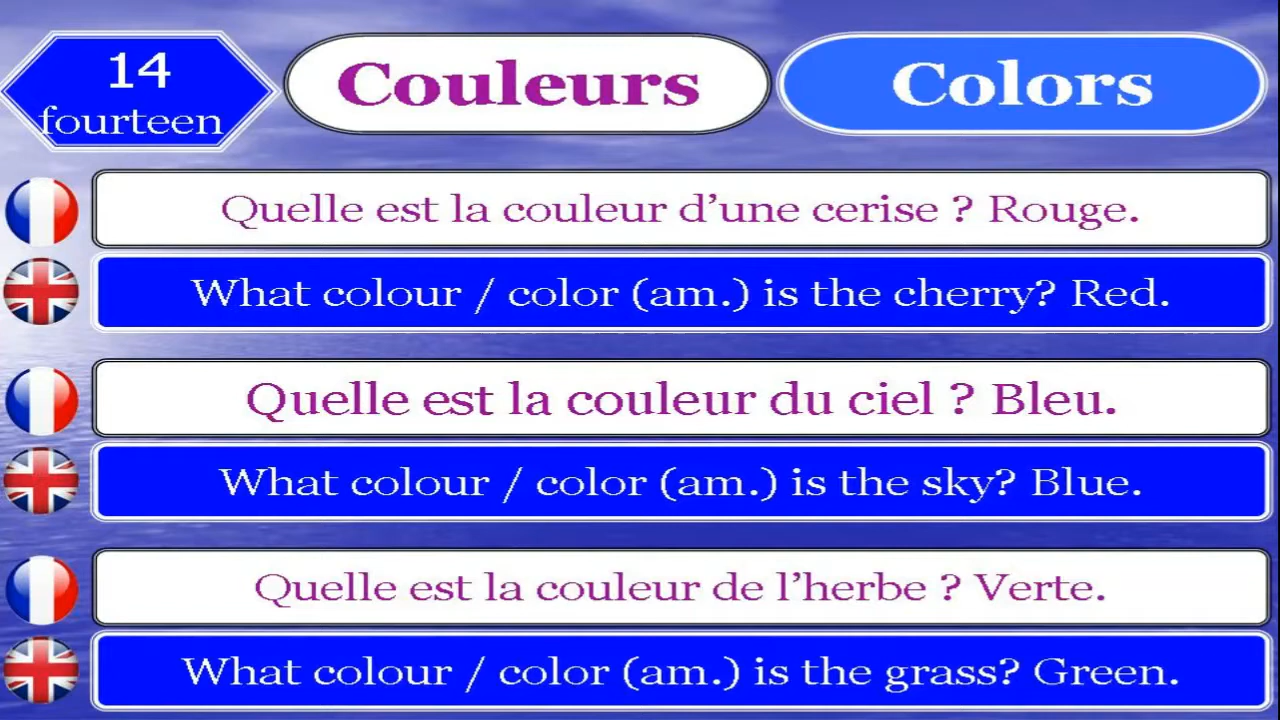 14
fourteen
Couleurs
Colors
Quelle est la couleur d’une cerise ? Rouge.
What colour / color (am.) is the cherry? Red.
Quelle est la couleur du ciel ? Bleu.
What colour / color (am.) is the sky? Blue.
Quelle est la couleur de l’herbe ? Verte.
What colour / color (am.) is the grass? Green.